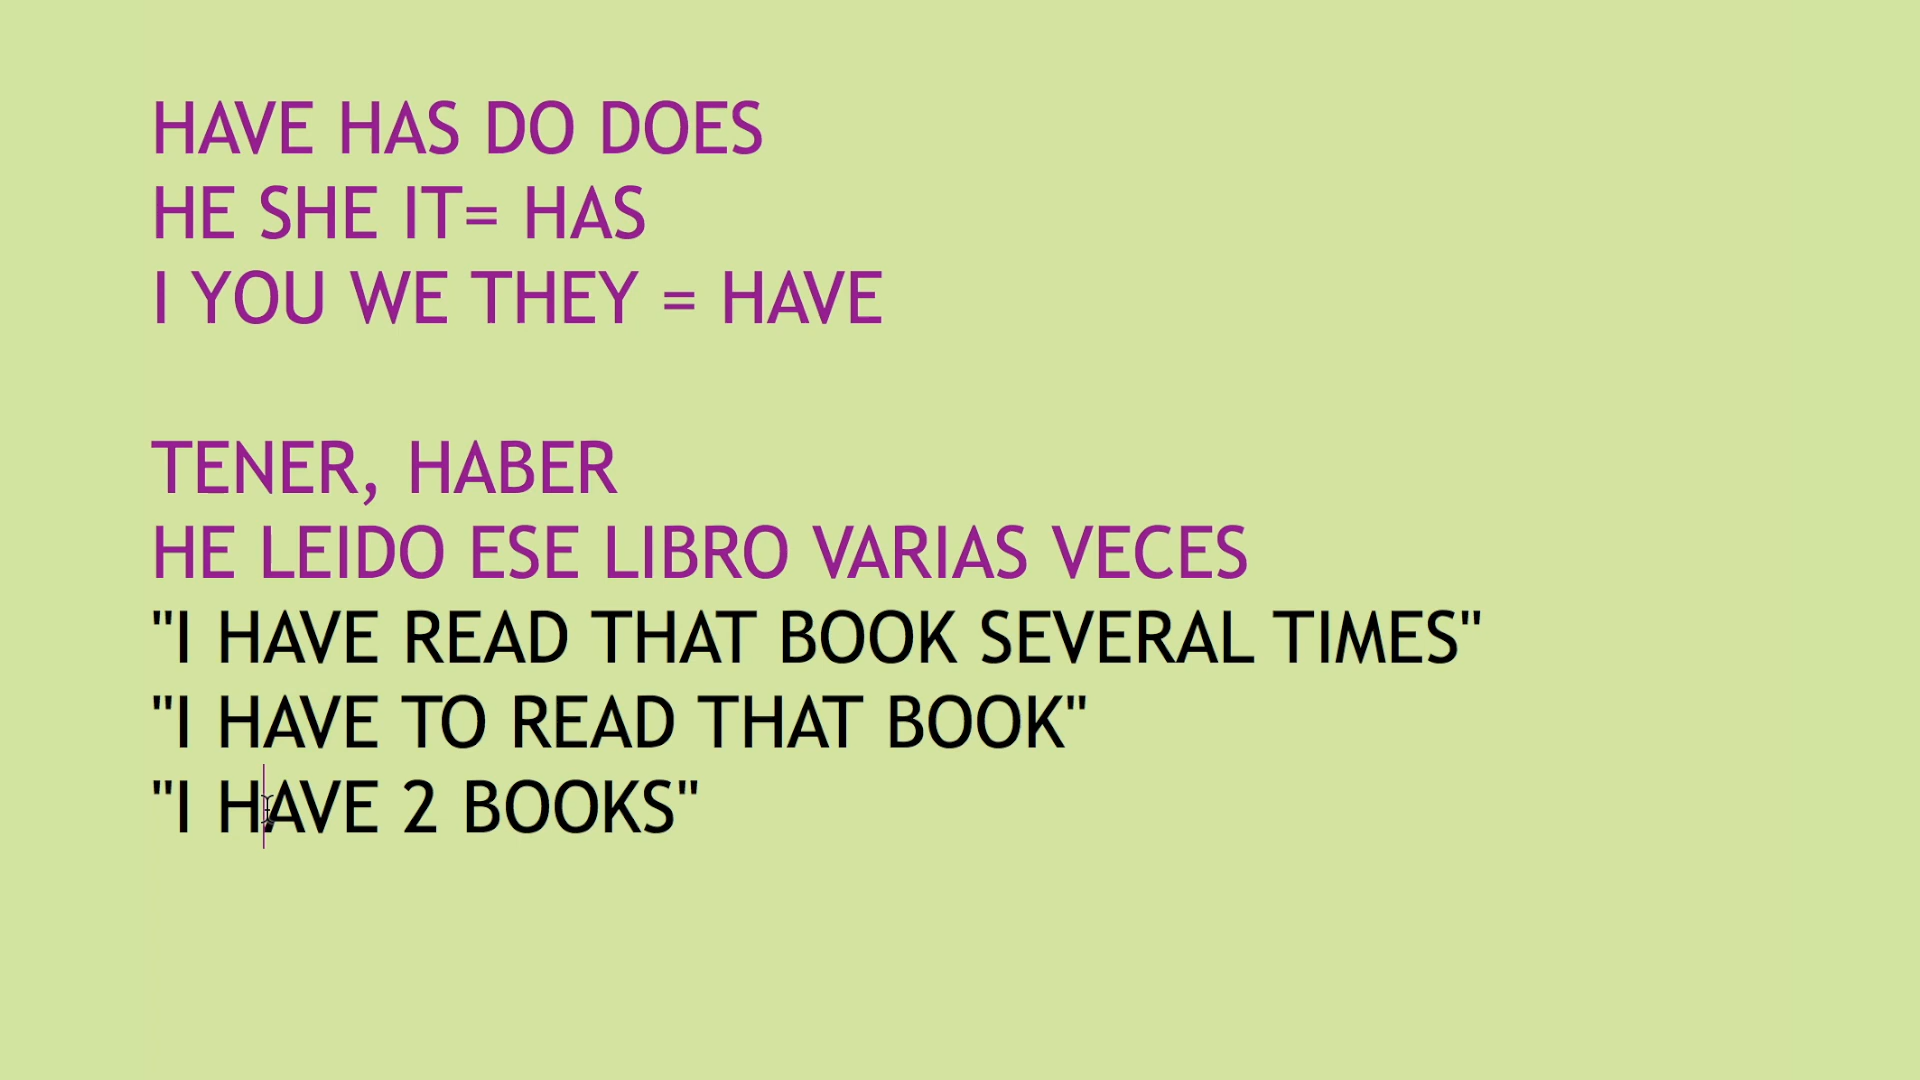 HAVE HAS DO DOES
HE SHE IT= HAS
I YOU WE THEY = HAVE
TENER, HABER
HE LEIDO ESE LIBRO VARIAS VECES
"I HAVE READ THAT BOOK SEVERAL TIMES"
"I HAVE TO READ THAT BOOK"
"I HAVE 2 BOOKS"